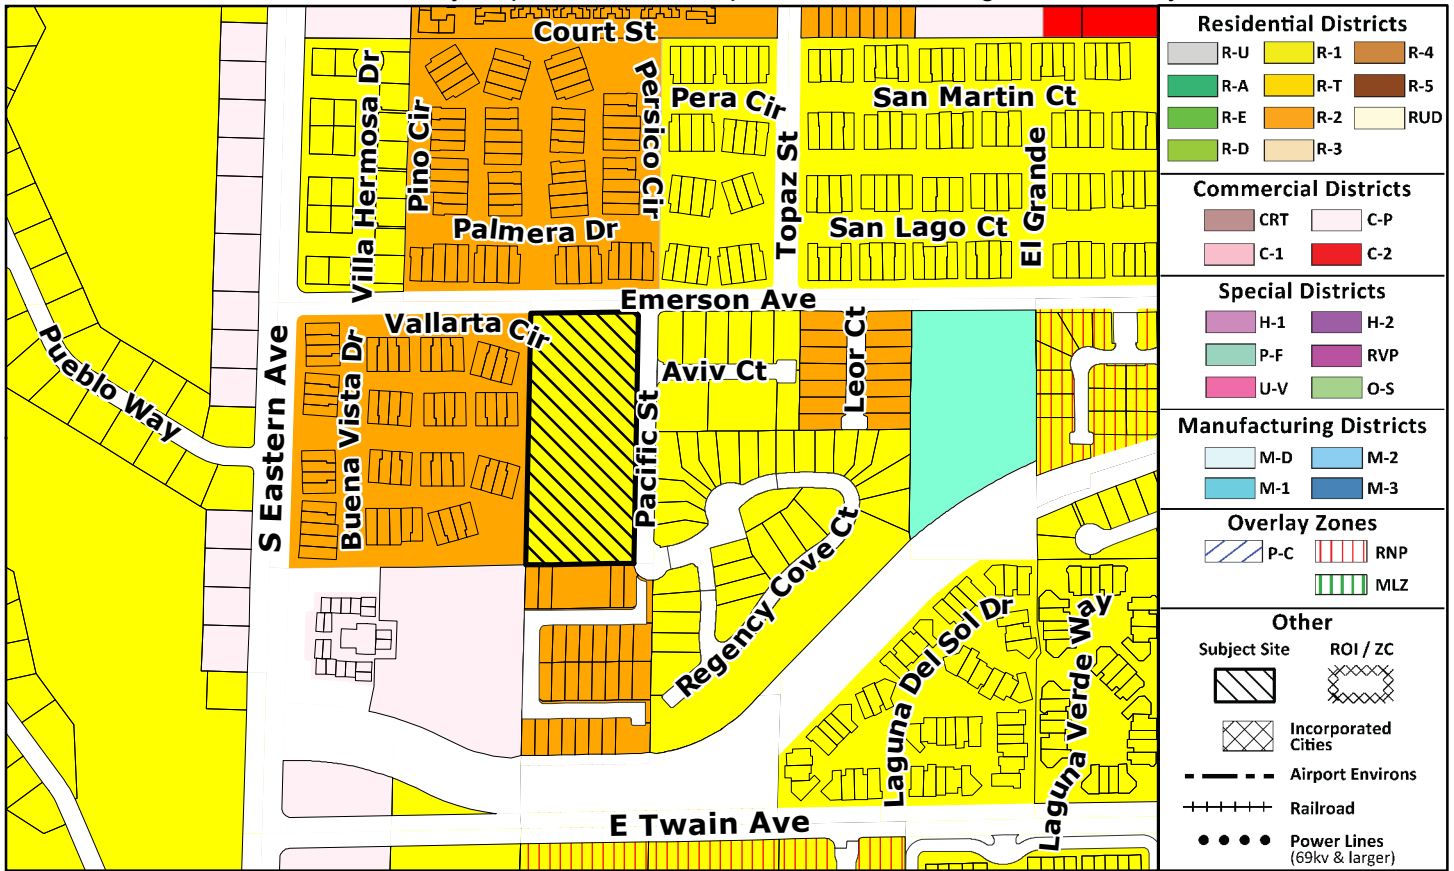 Court St
Villa Hermosa Dr
Pino Cir
Persico Cir
Pera Cir
San Martin Ct
Topaz St
El Grande
Palmera Dr
San Lago Ct
Emerson Ave
Pueblo Way
S Eastern Ave
Vallarta Cir
Buena Vista Dr
Aviv Ct
Leor Ct
Pacific St
Regency Cove Ct
Laguna Del Sol Dr
Laguna Verde Way
E Twain Ave
Residential Districts
R-U R-1 R-4
R-A R-T R-5
R-E R-2 RUD
R-D R-3
Commercial Districts
CRT C-P
C-1 C-2
Special Districts
H-1 H-2
P-F RVP
U-V O-S
Manufacturing Districts
M-D M-2
M-1 M-3
Overlay Zones
P-C RNP
MLZ
Other
Subject Site ROI / ZC
Incorporated
Cities
Airport Environs
Railroad
Power Lines
(69kv & larger)